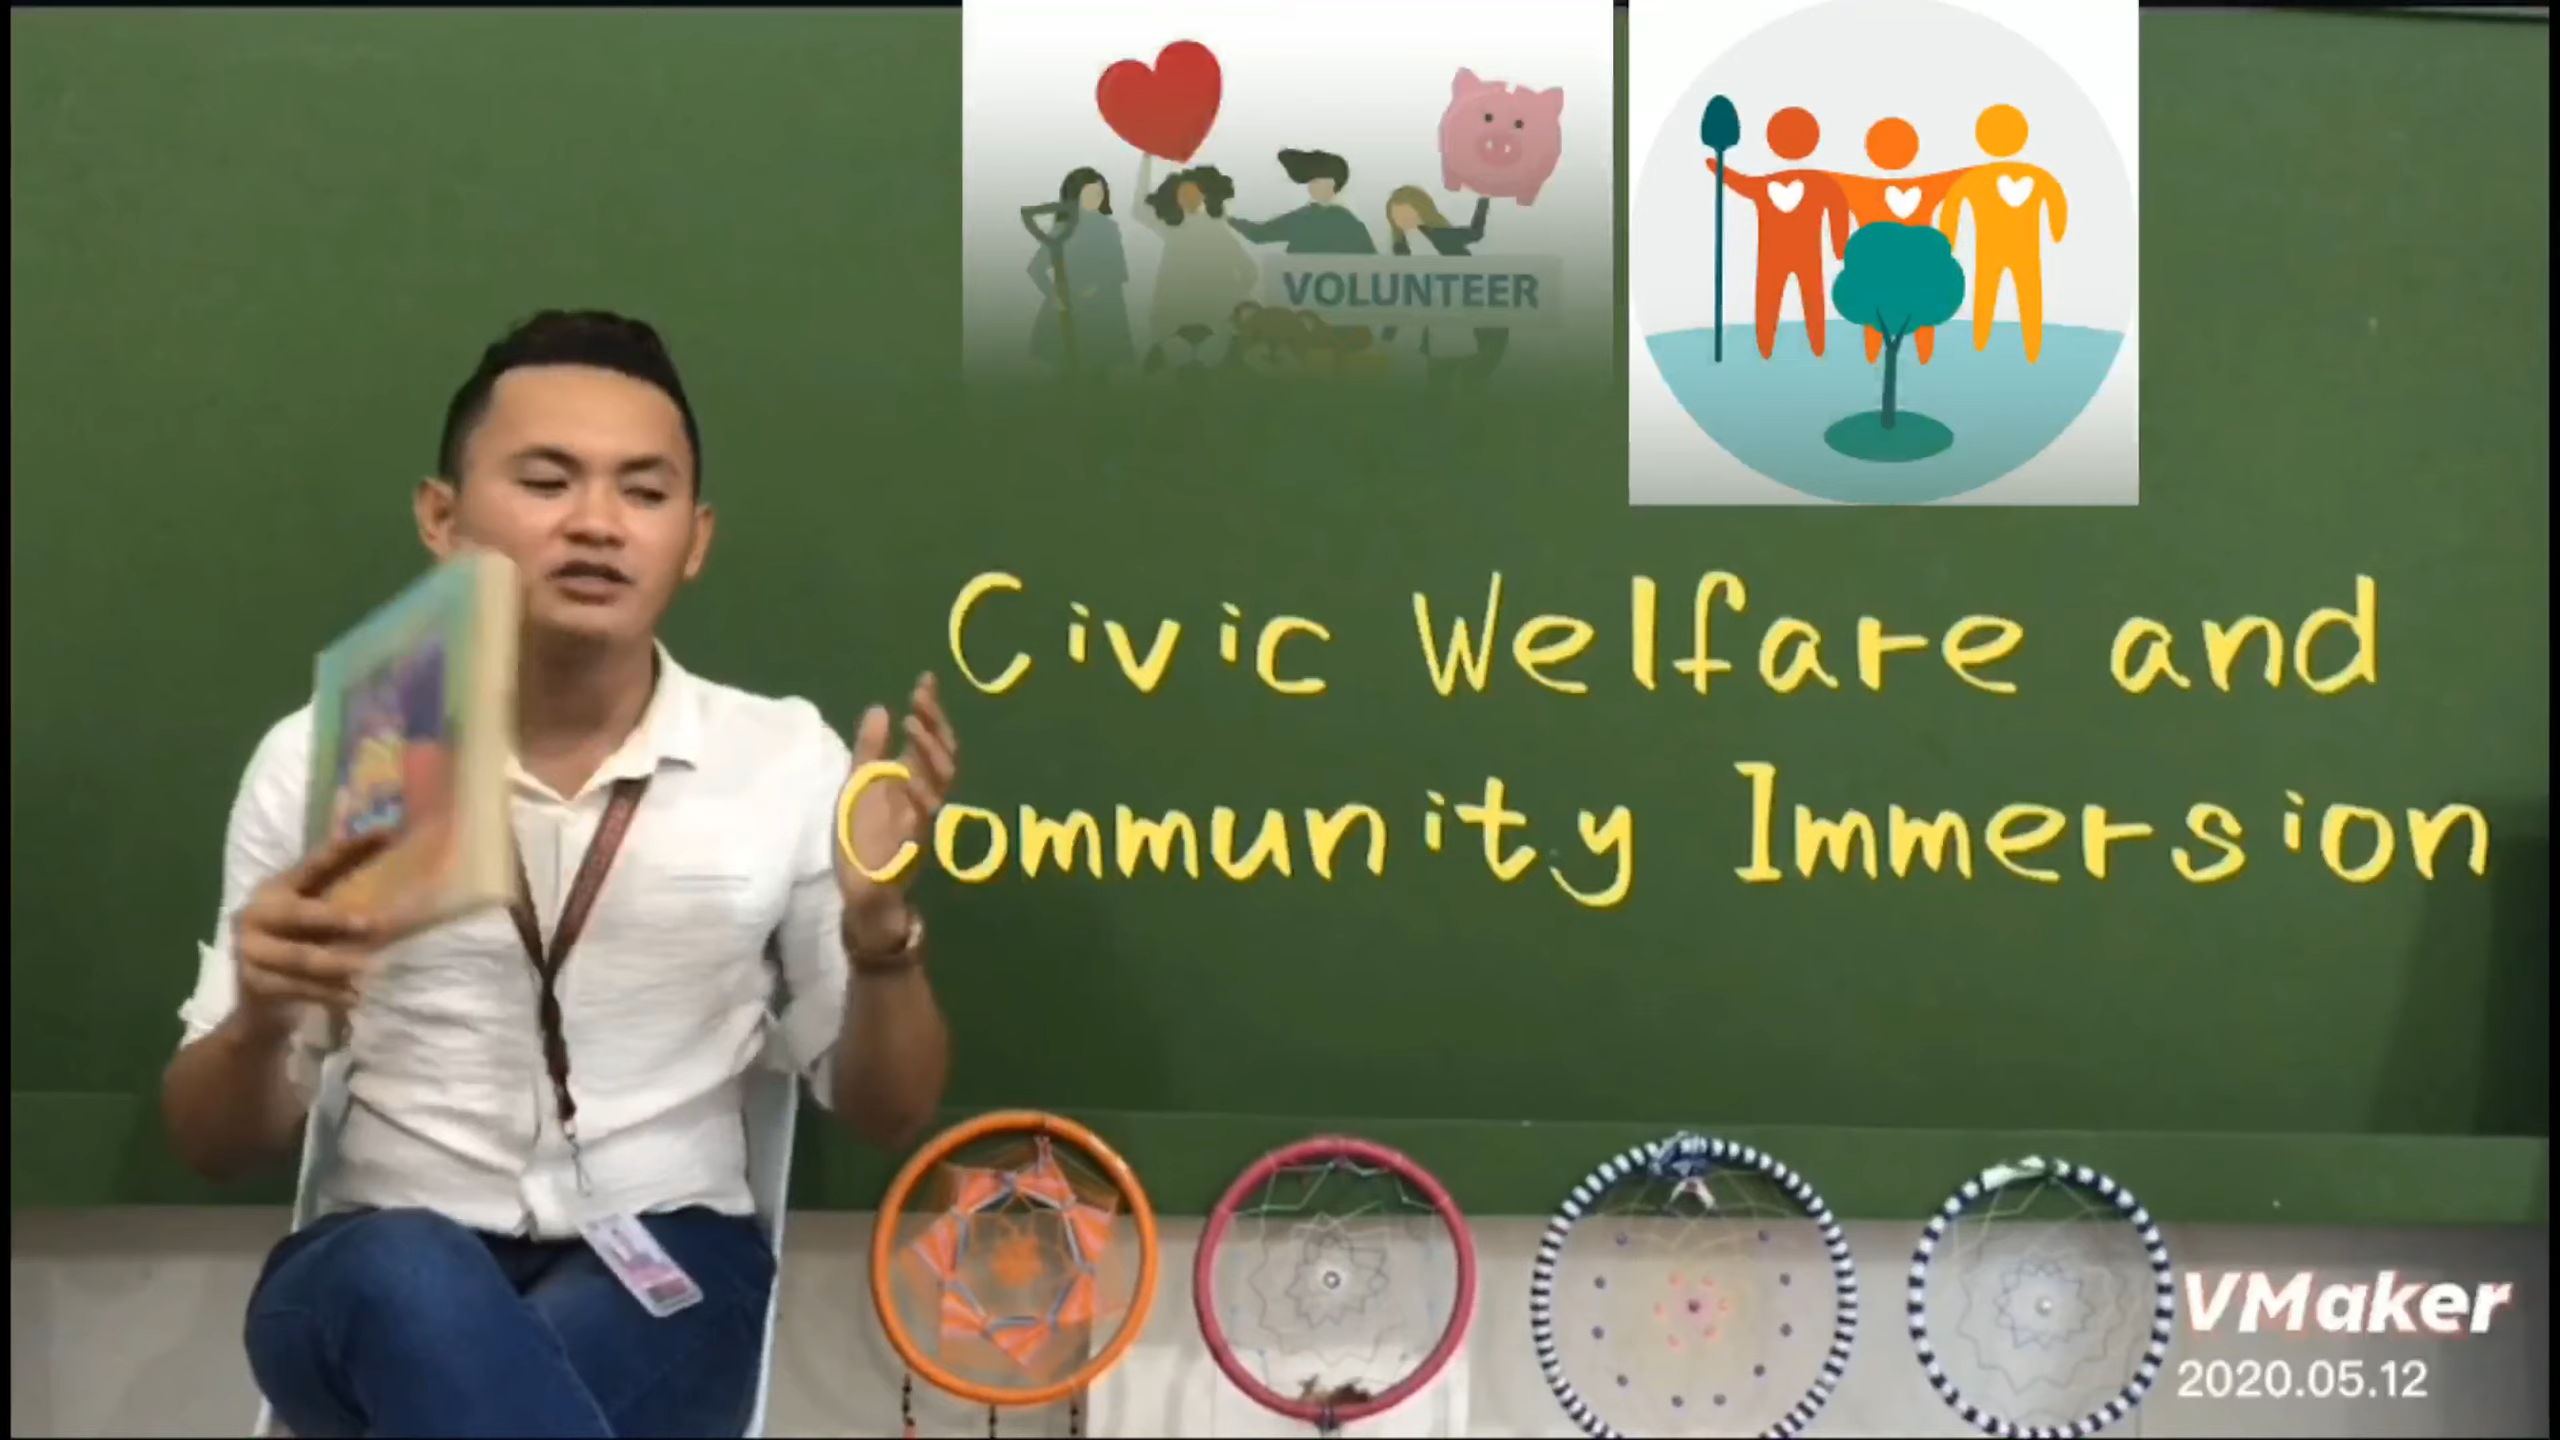 VOLUNTEER
Civic Welfare and
Community Immersion
VMaker
2020.05.12